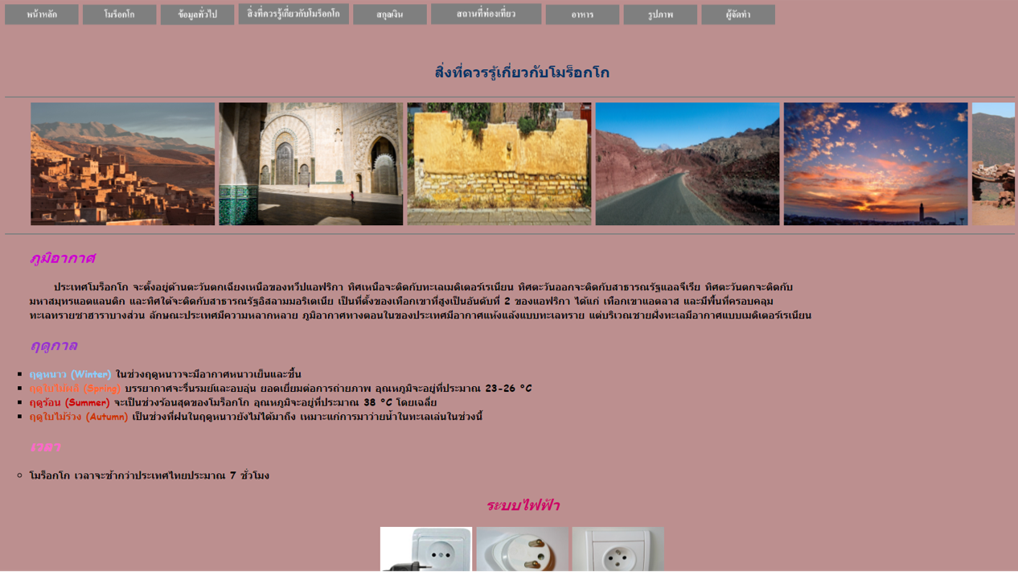 หน้าหลัก
โมร็อกโก
ข้อมูลทั่วไป
สิ่งที่ควรรู้เกี่ยวกับโมร็อกโก
สกุลเงิน
สถานที่ท่องเที่ยว
อาหาร
รูปภาพ
ผู้จัดทำ
สิ่งที่ควรรู้เกี่ยวกับโมร็อกโก
ภูมิอากาศ
ประเทศโมร็อกโก จะตั้งอยู่ด้านตะวันตกเฉียงเหนือของทวีปแอฟริกา ทิศเหนือจะติดกับทะเลเมดิเตอร์เรเนียน ทิศตะวันออกจะติดกับสาธารณรัฐแอลจีเรีย ทิศตะวันตกจะติดกับ
มหาสมุทรแอตแลนติก และทิศใต้จะติดกับสาธารณรัฐอิสลามมอริเตเนีย เป็นที่ตั้งของเทือกเขาที่สูงเป็นอันดับที่ 2 ของแอฟริกา ได้แก่ เทือกเขาแอตลาส และมีพื้นที่ครอบคลุม
ทะเลทรายซาฮาราบางส่วน ลักษณะประเทศมีความหลากหลาย ภูมิอากาศทางตอนในของประเทศมีอากาศแห้งแล้งแบบทะเลทราย แต่บริเวณชายฝั่งทะเลมีอากาศแบบเมดิเตอร์เรเนียน
ฤดูกาล
ฤดูหนาว (Winter) ในช่วงฤดูหนาวจะมีอากาศหนาวเย็นและชื้น
ฤดูใบไม้ผลิ (Spring) บรรยากาศจะรื่นรมย์และอบอุ่น ยอดเยี่ยมต่อการถ่ายภาพ อุณหภูมิจะอยู่ที่ประมาณ 23-26 °C
ฤดูร้อน (Summer) จะเป็นช่วงร้อนสุดของโมร็อกโก อุณหภูมิจะอยู่ที่ประมาณ 38 °C โดยเฉลี่ย
ฤดูใบไม้ร่วง (Autumn) เป็นช่วงที่ฝนในฤดูหนาวยังไม่ได้มาถึง เหมาะแก่การมาว่ายน้ำในทะเลเล่นในช่วงนี้
เวลา
โมร็อกโก เวลาจะช้ากว่าประเทศไทยประมาณ 7 ชั่วโมง
ระบบไฟฟ้า